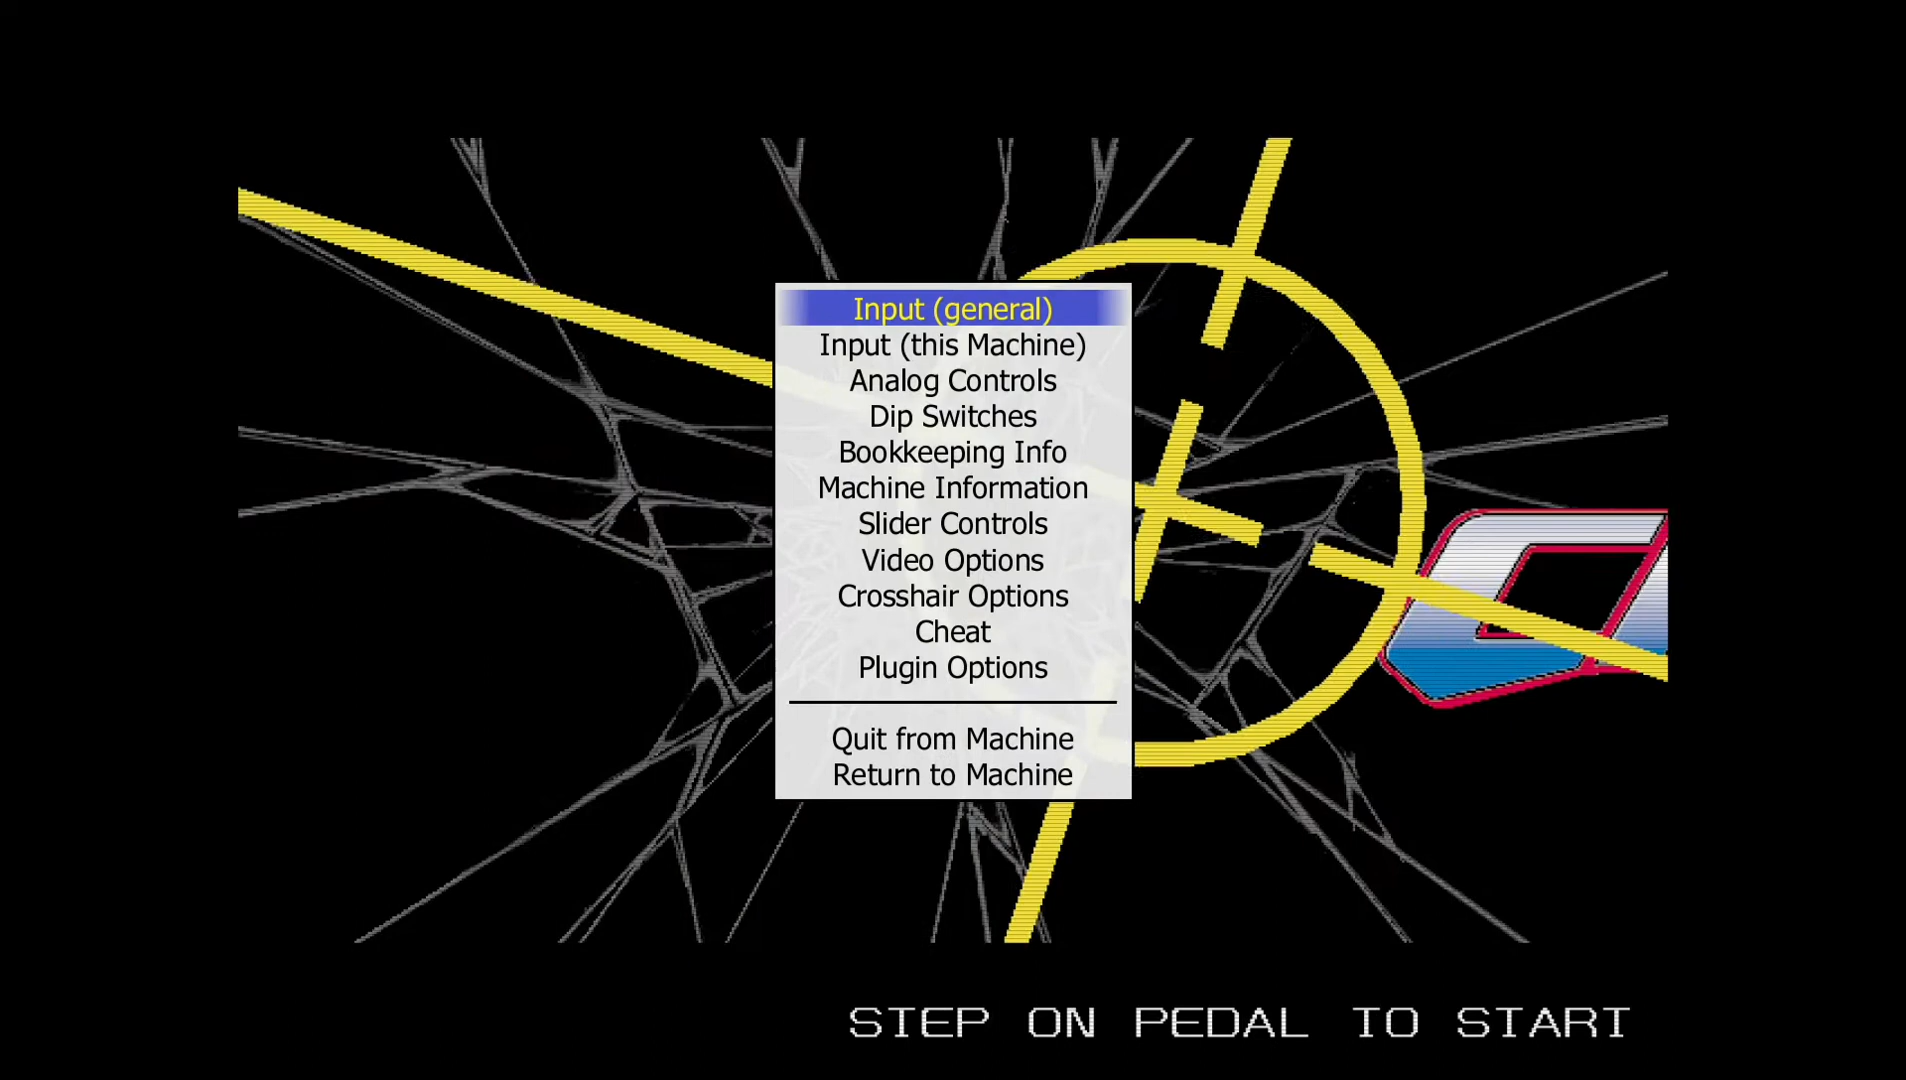 Input (general)
Input (this Machine)
Analog Controls
Dip Switches
Bookkeeping Info
Machine Information
Slider Controls
Video Options
Crosshair Options
Cheat
Plugin Options
Quit from Machine
Return to Machine
STEP ON PEDAL TO START